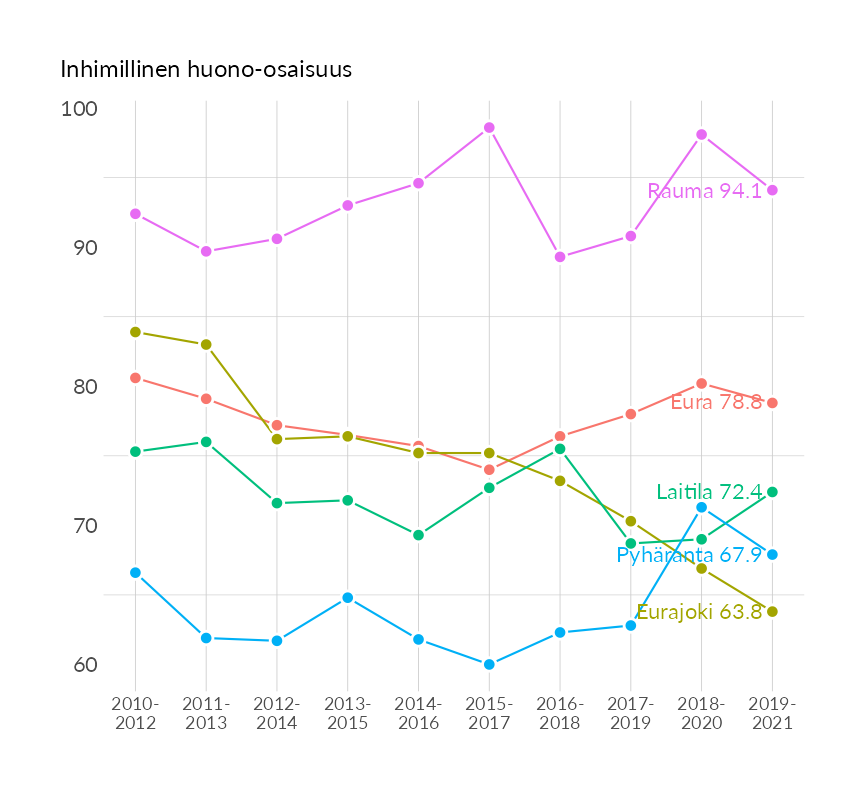 Inhimillinen huono-osaisuus
100
Rauma 94.1
90
80
Eura 78.8
Laitila 72.4
70
Pyhäranta 67.9
Eurajoki 63.8
60
2010- 2011- 2012- 2013- 2014- 2015- 2016- 2017- 2018- 2019-
2012 2013 2014 2015 2016 2017 2018 2019 2020 2021